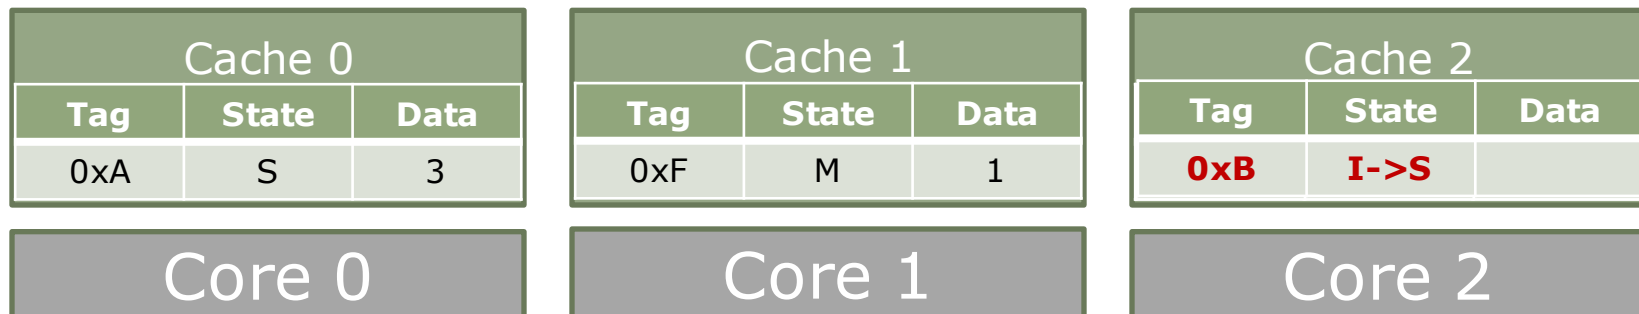 Cache 0
Tag State Data
0xA S 3
Cache 1
Tag State Data
0xF M 1
Cache 2
Tag State Data
0xB I->S
Core 0
Core 1
Core 2